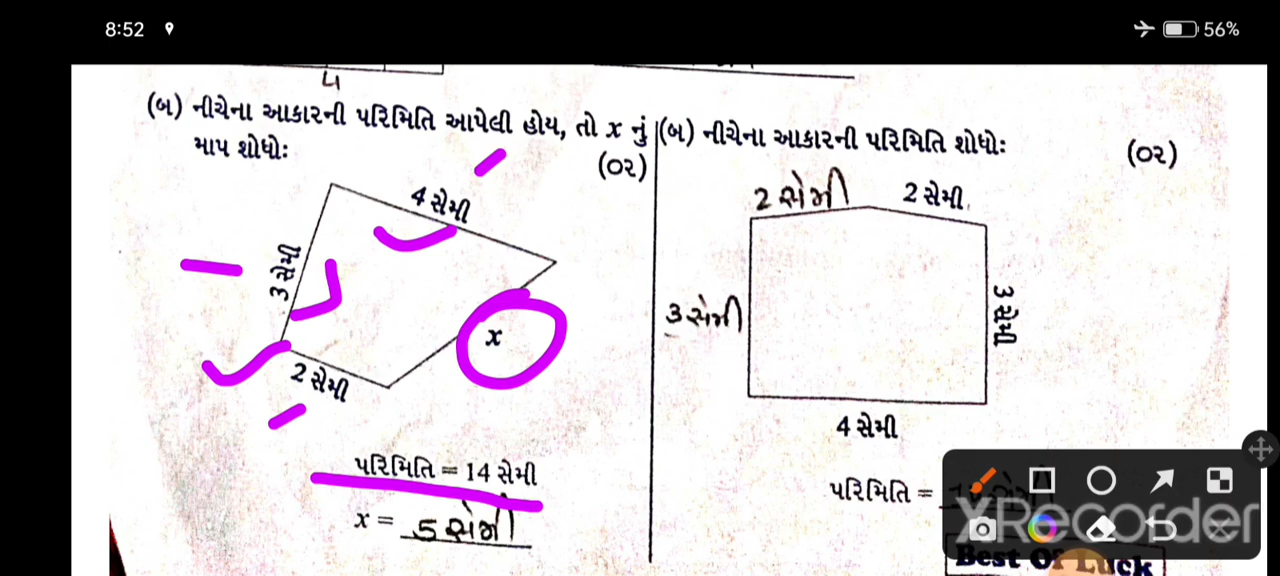 8:52
56%
4
(બ) નીચેના આકારની પરિમિતિ આપેલી હોય, તો x નું
માપ શોધોઃ
(૦૨)
4 સેમી
3 સેમી
x
2 સેમી
પરિમિતિ = 14 સેમી
x = 5 સેમી
(બ) નીચેના આકારની પરિમિતિ શોધોઃ
(૦૨)
2 સેમી
2 સેમી
3 સેમી
3 સેમી
4 સેમી
પરિમિતિ =
XRecorder
Best Of Luck